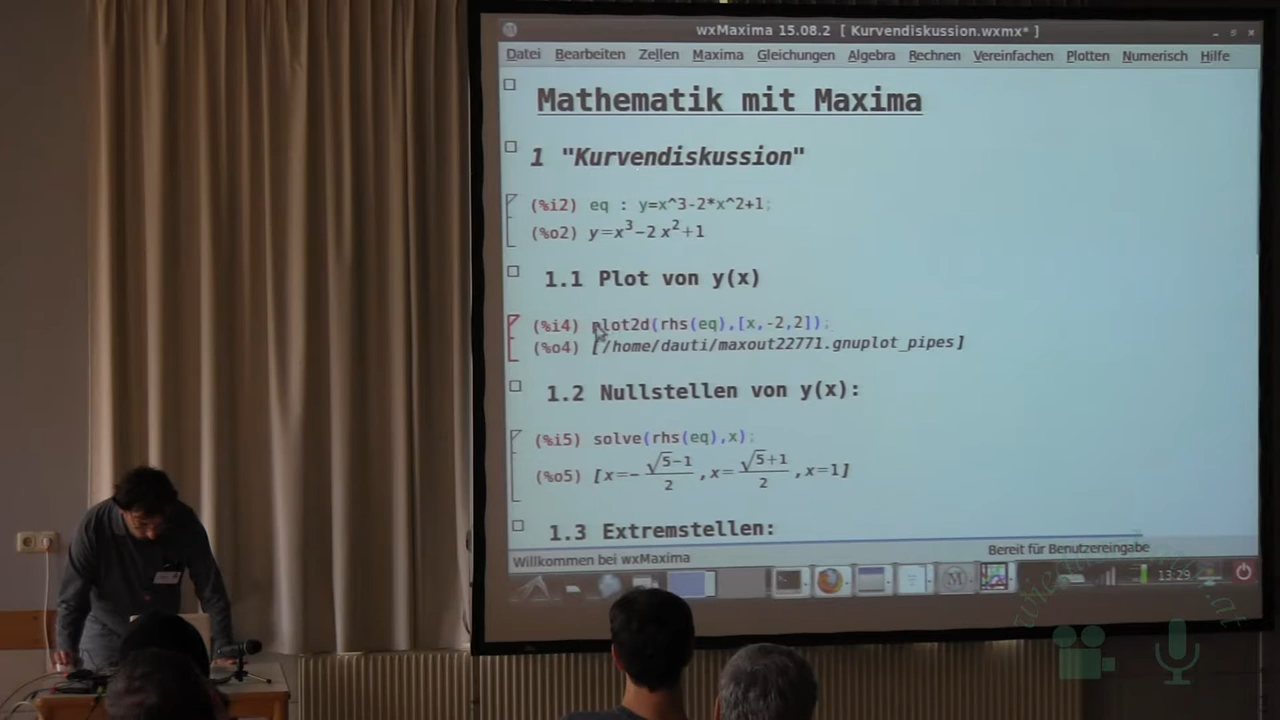 wxMaxima 15.08.2 [ Kurvendiskussion.wxmx* ]
Datei Bearbeiten Zellen Maxima Gleichungen Algebra Rechnen Vereinfachen Plotten Numerisch Hilfe
Mathematik mit Maxima
1 "Kurvendiskussion"
(%i2) eq : y=x^3-2*x^2+1;
(%o2) y=x³−2 x²+1
1.1 Plot von y(x)
(%i4) plot2d(rhs(eq),[x,-2,2]);
(%o4) [/home/dauti/maxout22771.gnuplot_pipes]
1.2 Nullstellen von y(x):
(%i5) solve(rhs(eq),x);
(%o5) [x=−(√5−1)/2, x=(√5+1)/2, x=1]
1.3 Extremstellen:
Willkommen bei wxMaxima Bereit für Benutzereingabe
13:29